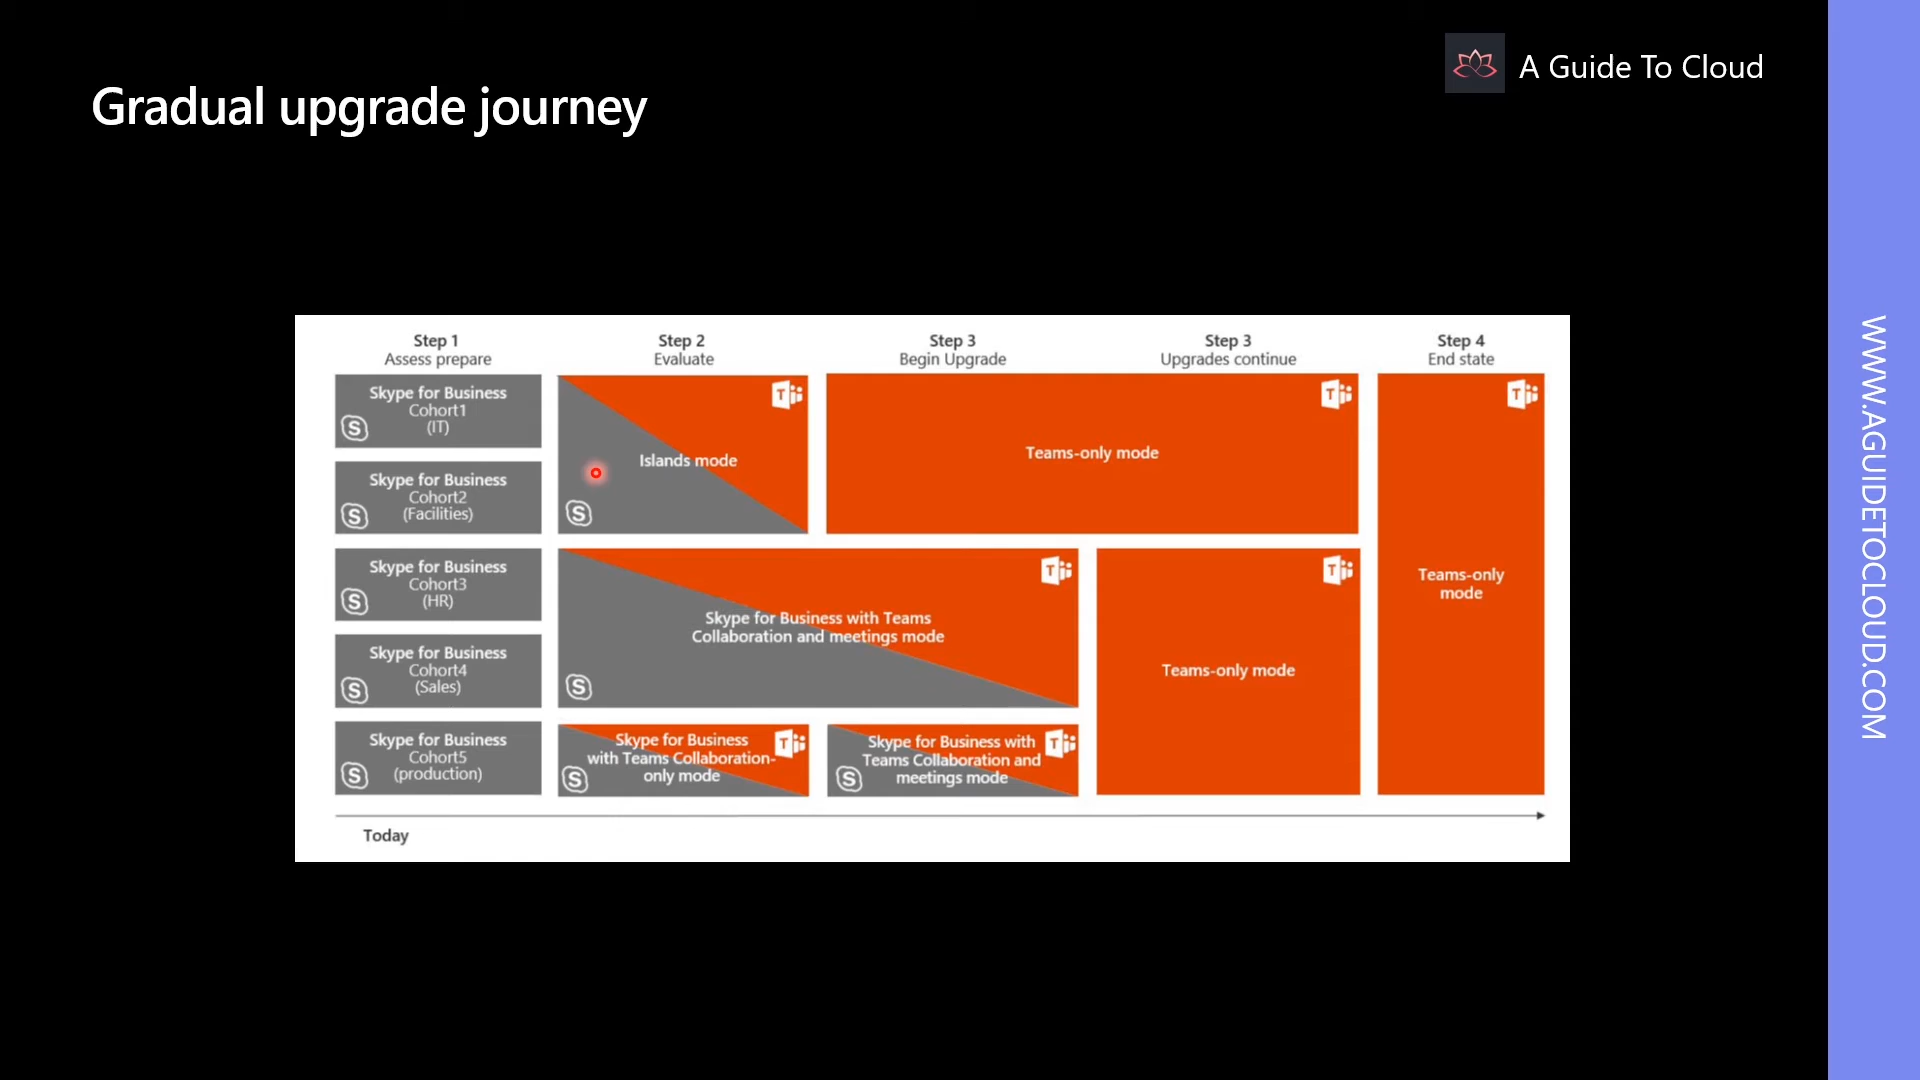 A Guide To Cloud
Gradual upgrade journey
Step 1
Assess prepare
Step 2
Evaluate
Step 3
Begin Upgrade
Step 3
Upgrades continue
Step 4
End state
Skype for Business
Cohort1
(IT)
Skype for Business
Cohort2
(Facilities)
Skype for Business
Cohort3
(HR)
Skype for Business
Cohort4
(Sales)
Skype for Business
Cohort5
(production)
Islands mode
Teams-only mode
Skype for Business with Teams
Collaboration and meetings mode
Skype for Business
with Teams Collaboration-
only mode
Skype for Business with
Teams Collaboration and
meetings mode
Teams-only mode
Teams-only
mode
Today
WWW.AGUIDETOCLOUD.COM